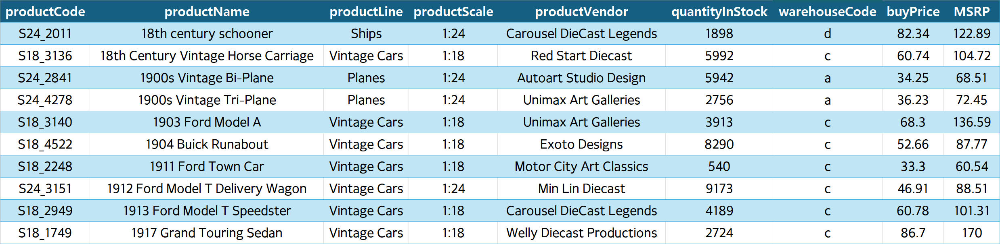 productCode productName productLine productScale productVendor quantityInStock warehouseCode buyPrice MSRP
S24_2011 18th century schooner Ships 1:24 Carousel DieCast Legends 1898 d 82.34 122.89
S18_3136 18th Century Vintage Horse Carriage Vintage Cars 1:18 Red Start Diecast 5992 c 60.74 104.72
S24_2841 1900s Vintage Bi-Plane Planes 1:24 Autoart Studio Design 5942 a 34.25 68.51
S24_4278 1900s Vintage Tri-Plane Planes 1:24 Unimax Art Galleries 2756 a 36.23 72.45
S18_3140 1903 Ford Model A Vintage Cars 1:18 Unimax Art Galleries 3913 c 68.3 136.59
S18_4522 1904 Buick Runabout Vintage Cars 1:18 Exoto Designs 8290 c 52.66 87.77
S18_2248 1911 Ford Town Car Vintage Cars 1:18 Motor City Art Classics 540 c 33.3 60.54
S24_3151 1912 Ford Model T Delivery Wagon Vintage Cars 1:24 Min Lin Diecast 9173 c 46.91 88.51
S18_2949 1913 Ford Model T Speedster Vintage Cars 1:18 Carousel DieCast Legends 4189 c 60.78 101.31
S18_1749 1917 Grand Touring Sedan Vintage Cars 1:18 Welly Diecast Productions 2724 c 86.7 170